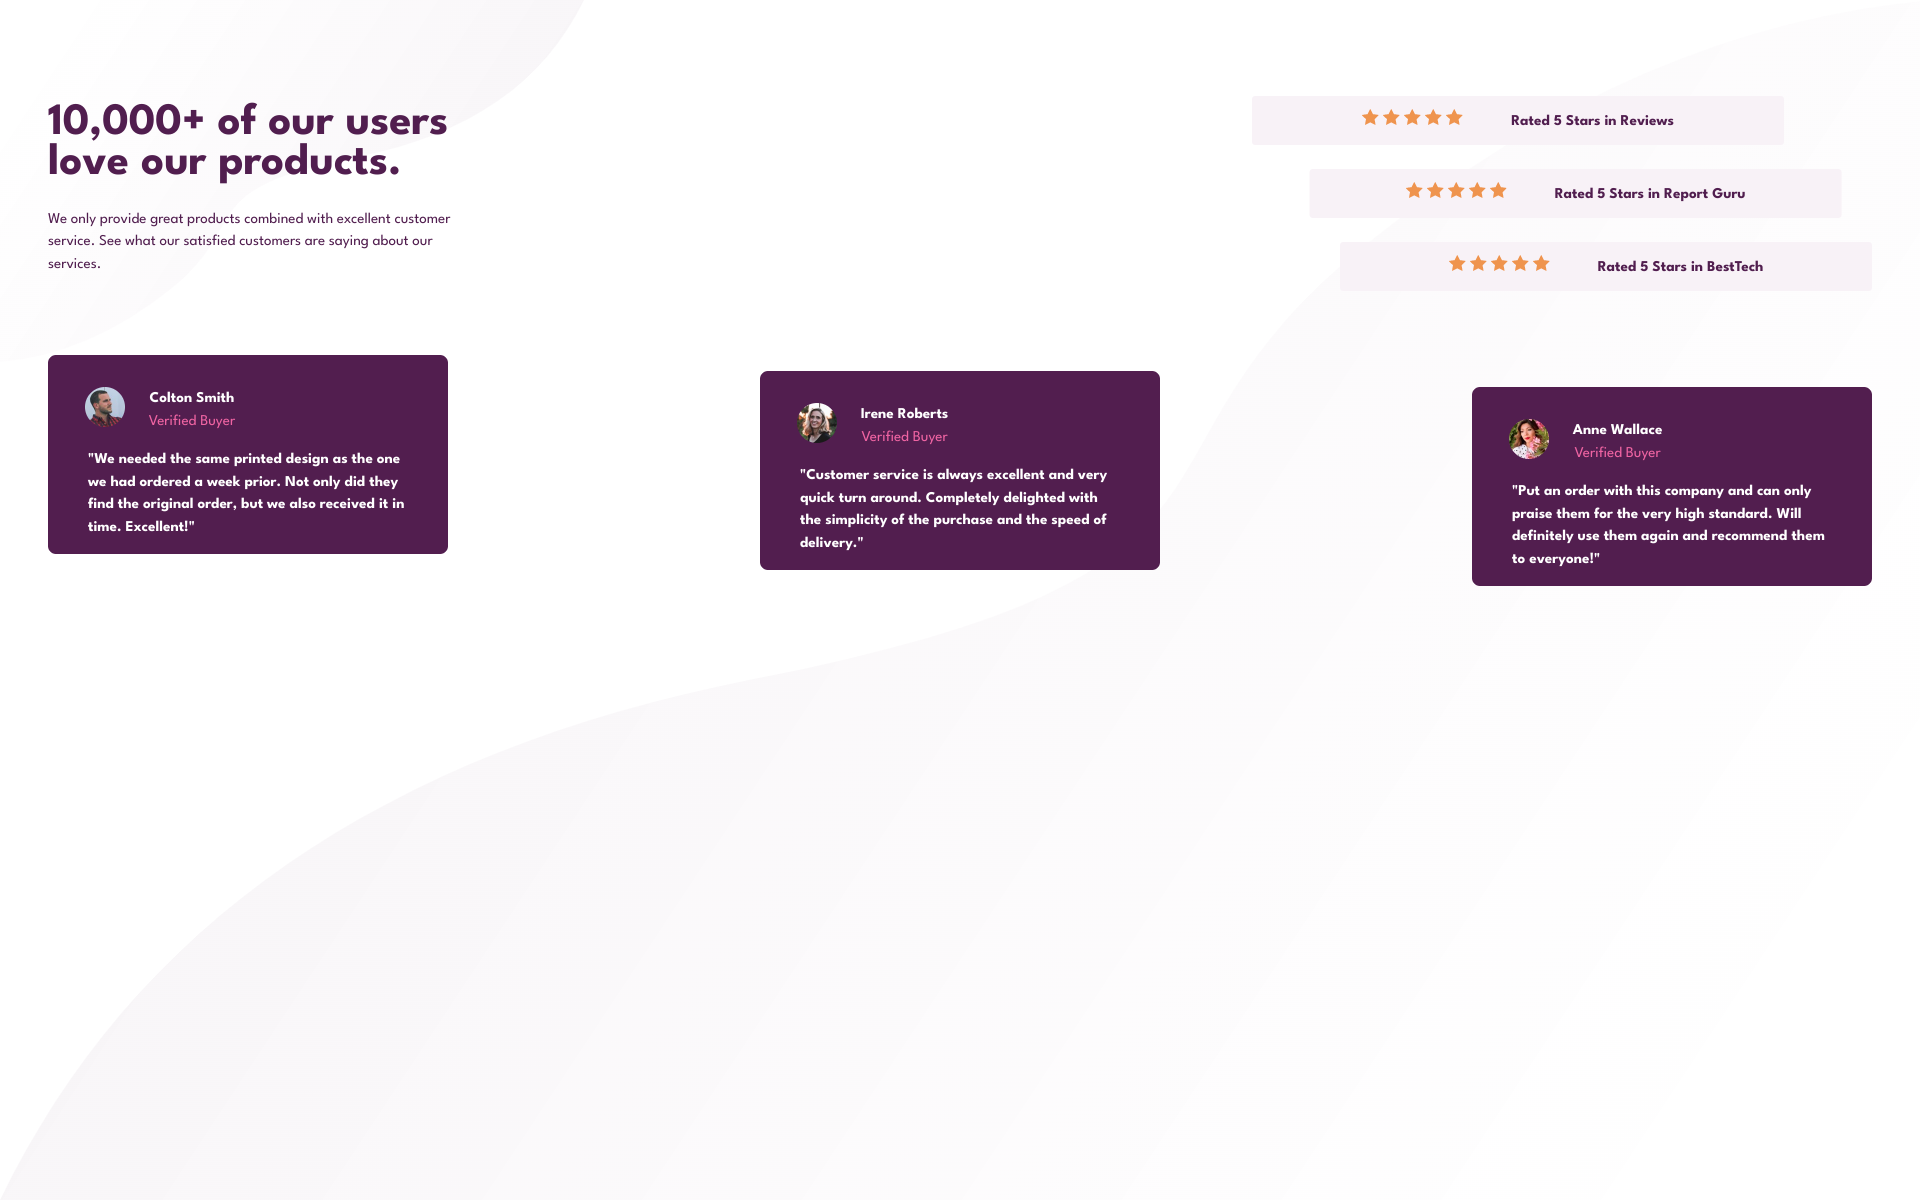 10,000+ of our users
love our products.
We only provide great products combined with excellent customer
service. See what our satisfied customers are saying about our
services.
Rated 5 Stars in Reviews
Rated 5 Stars in Report Guru
Rated 5 Stars in BestTech
Colton Smith
Verified Buyer
"We needed the same printed design as the one
we had ordered a week prior. Not only did they
find the original order, but we also received it in
time. Excellent!"
Irene Roberts
Verified Buyer
"Customer service is always excellent and very
quick turn around. Completely delighted with
the simplicity of the purchase and the speed of
delivery."
Anne Wallace
Verified Buyer
"Put an order with this company and can only
praise them for the very high standard. Will
definitely use them again and recommend them
to everyone!"